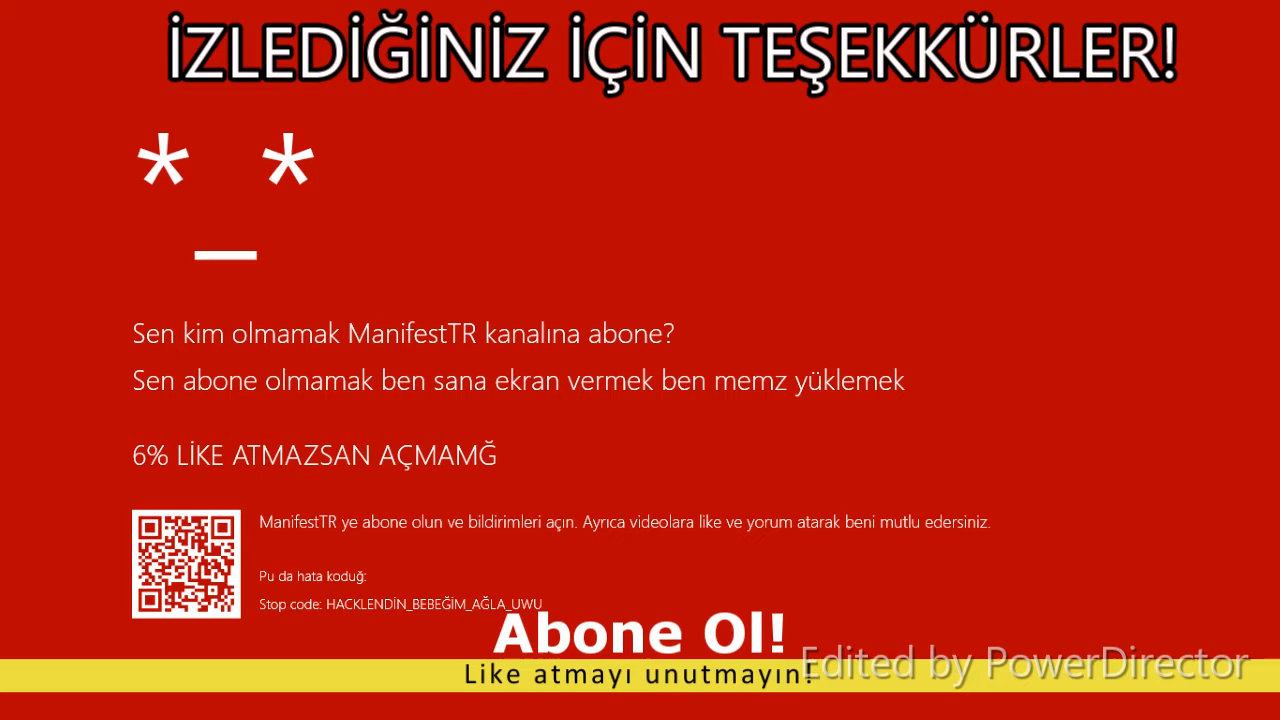 İZLEDİĞİNİZ İÇİN TEŞEKKÜRLER!
* *
_
Sen kim olmamak ManifestTR kanalına abone?
Sen abone olmamak ben sana ekran vermek ben memz yüklemek
6% LİKE ATMAZSAN AÇMAMĞ
ManifestTR ye abone olun ve bildirimleri açın. Ayrıca videolara like ve yorum atarak beni mutlu edersiniz.
Pu da hata koduğ:
Stop code: HACKLENDİN_BEBEĞİM_AĞLA_UWU
Abone Ol!
Like atmayı unutmayın!
Edited by PowerDirector